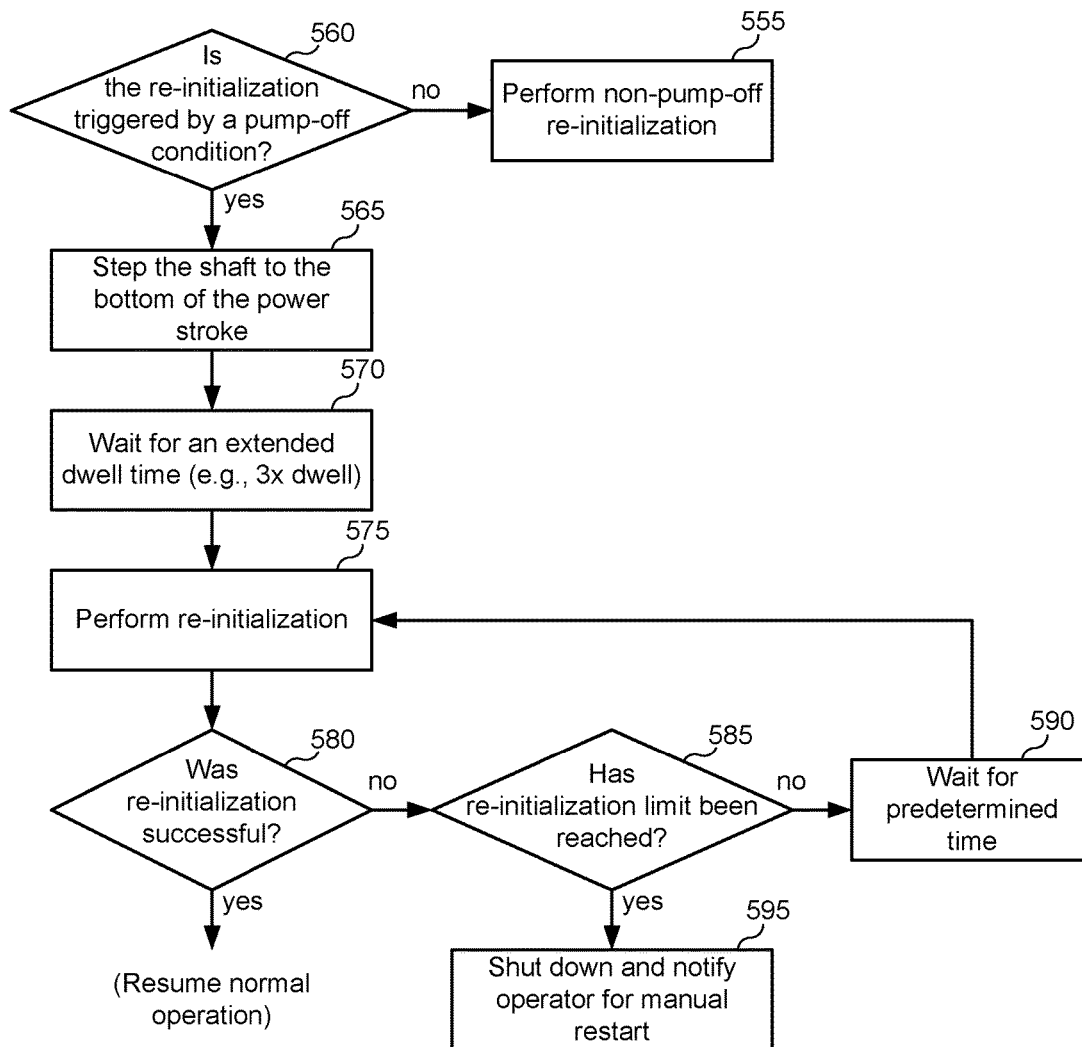 560
Is
the re-initialization
triggered by a pump-off
condition?
no
555
Perform non-pump-off
re-initialization
yes
565
Step the shaft to the
bottom of the power
stroke
570
Wait for an extended
dwell time (e.g., 3x dwell)
575
Perform re-initialization
580
Was
re-initialization
successful?
no
585
Has
re-initialization limit been
reached?
no
590
Wait for
predetermined
time
yes
(Resume normal
operation)
yes
595
Shut down and notify
operator for manual
restart